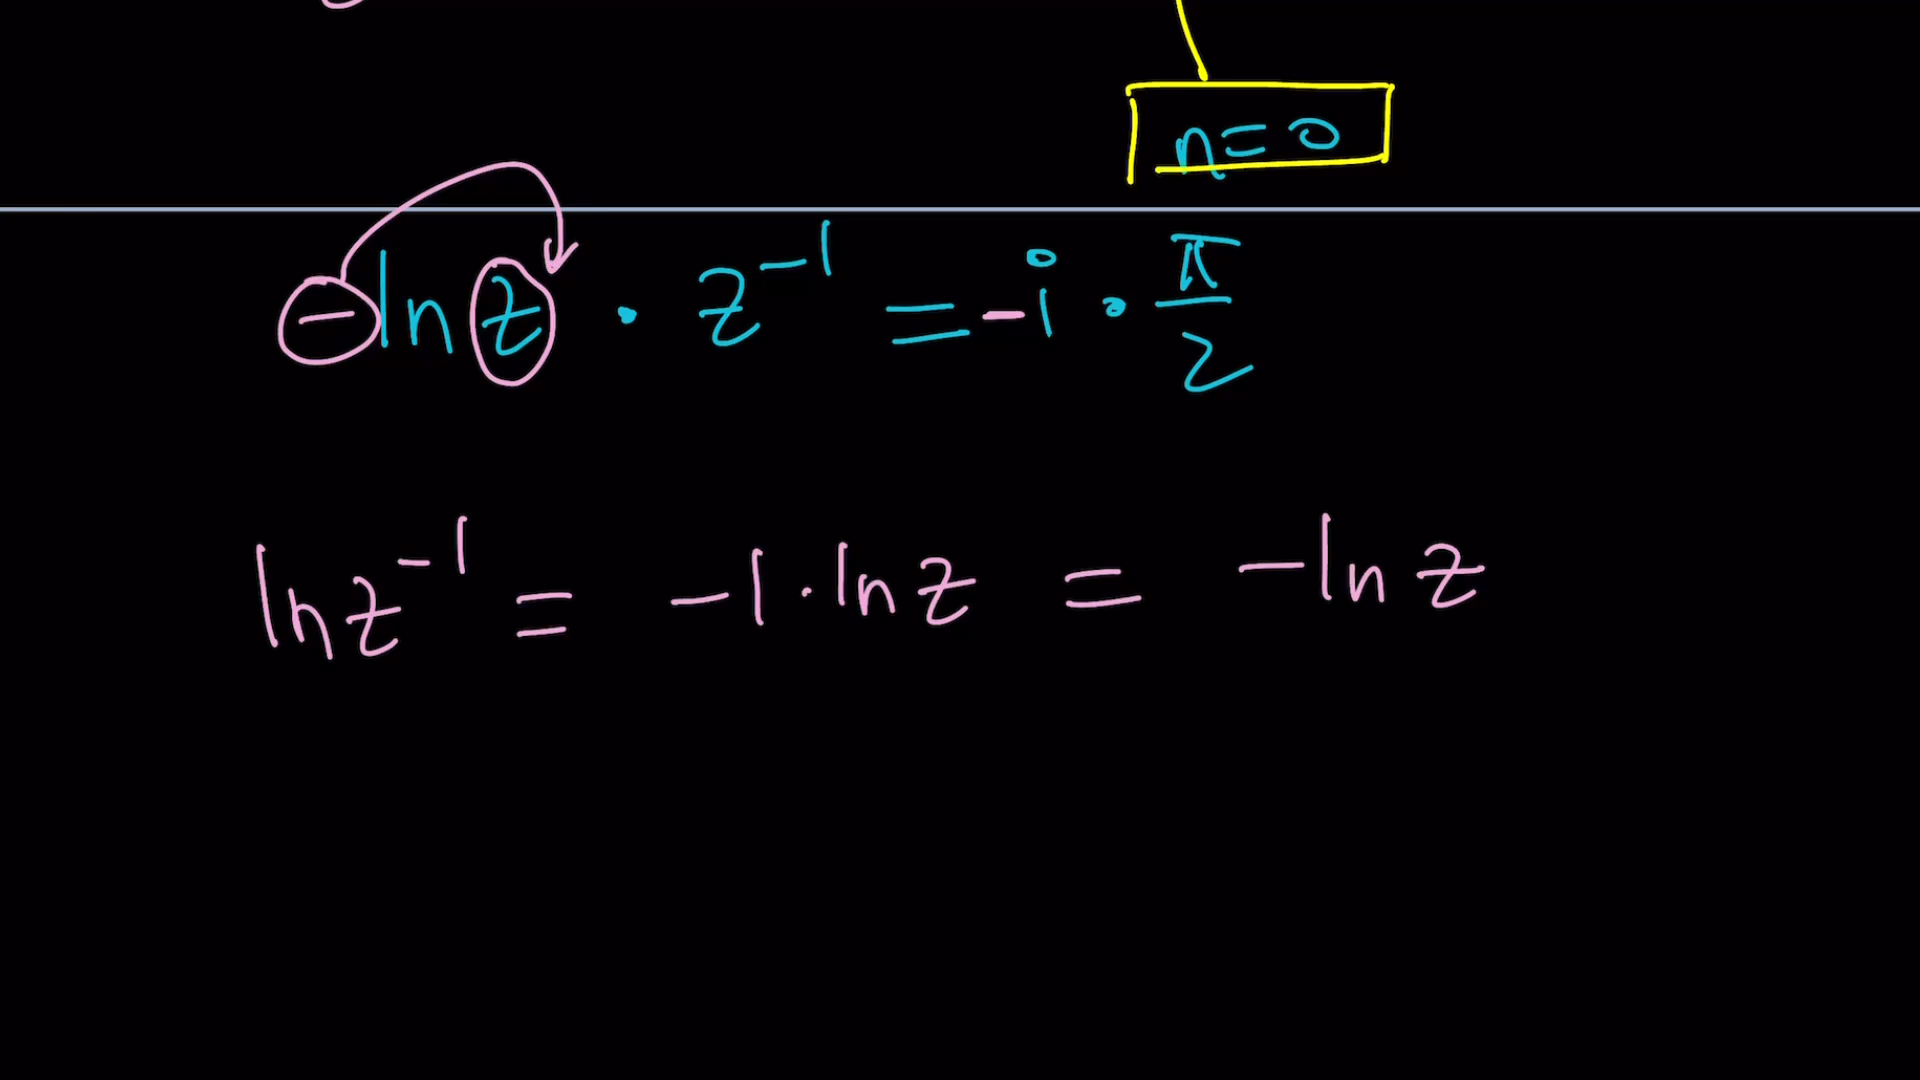 n=0
-ln z · z⁻¹ = -i · π/2
ln z⁻¹ = -1·ln z = -ln z